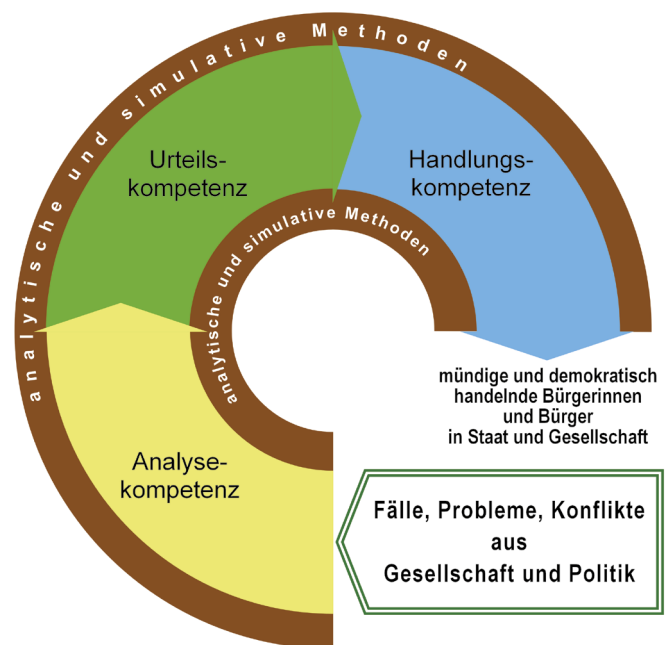 analytische und simulative Methoden
Urteils-
kompetenz
Handlungs-
kompetenz
analytische und simulative Methoden
mündige und demokratisch
handelnde Bürgerinnen
und Bürger
in Staat und Gesellschaft
Analyse-
kompetenz
Fälle, Probleme, Konflikte
aus
Gesellschaft und Politik